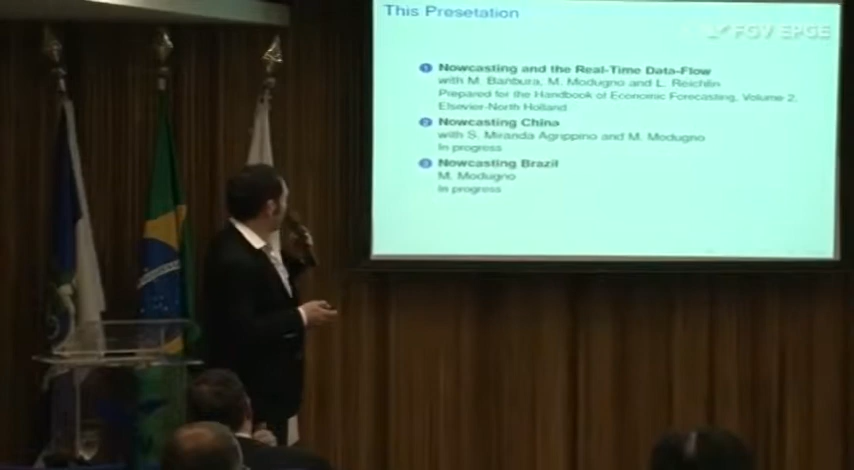 This Presetation
FGV EPGE
1 Nowcasting and the Real-Time Data-Flow
with M. Banbura, M. Modugno and L. Reichlin
Prepared for the Handbook of Economic Forecasting, Volume 2,
Elsevier-North Holland
2 Nowcasting China
with S. Miranda Agrippino and M. Modugno
In progress
3 Nowcasting Brazil
M. Modugno
In progress